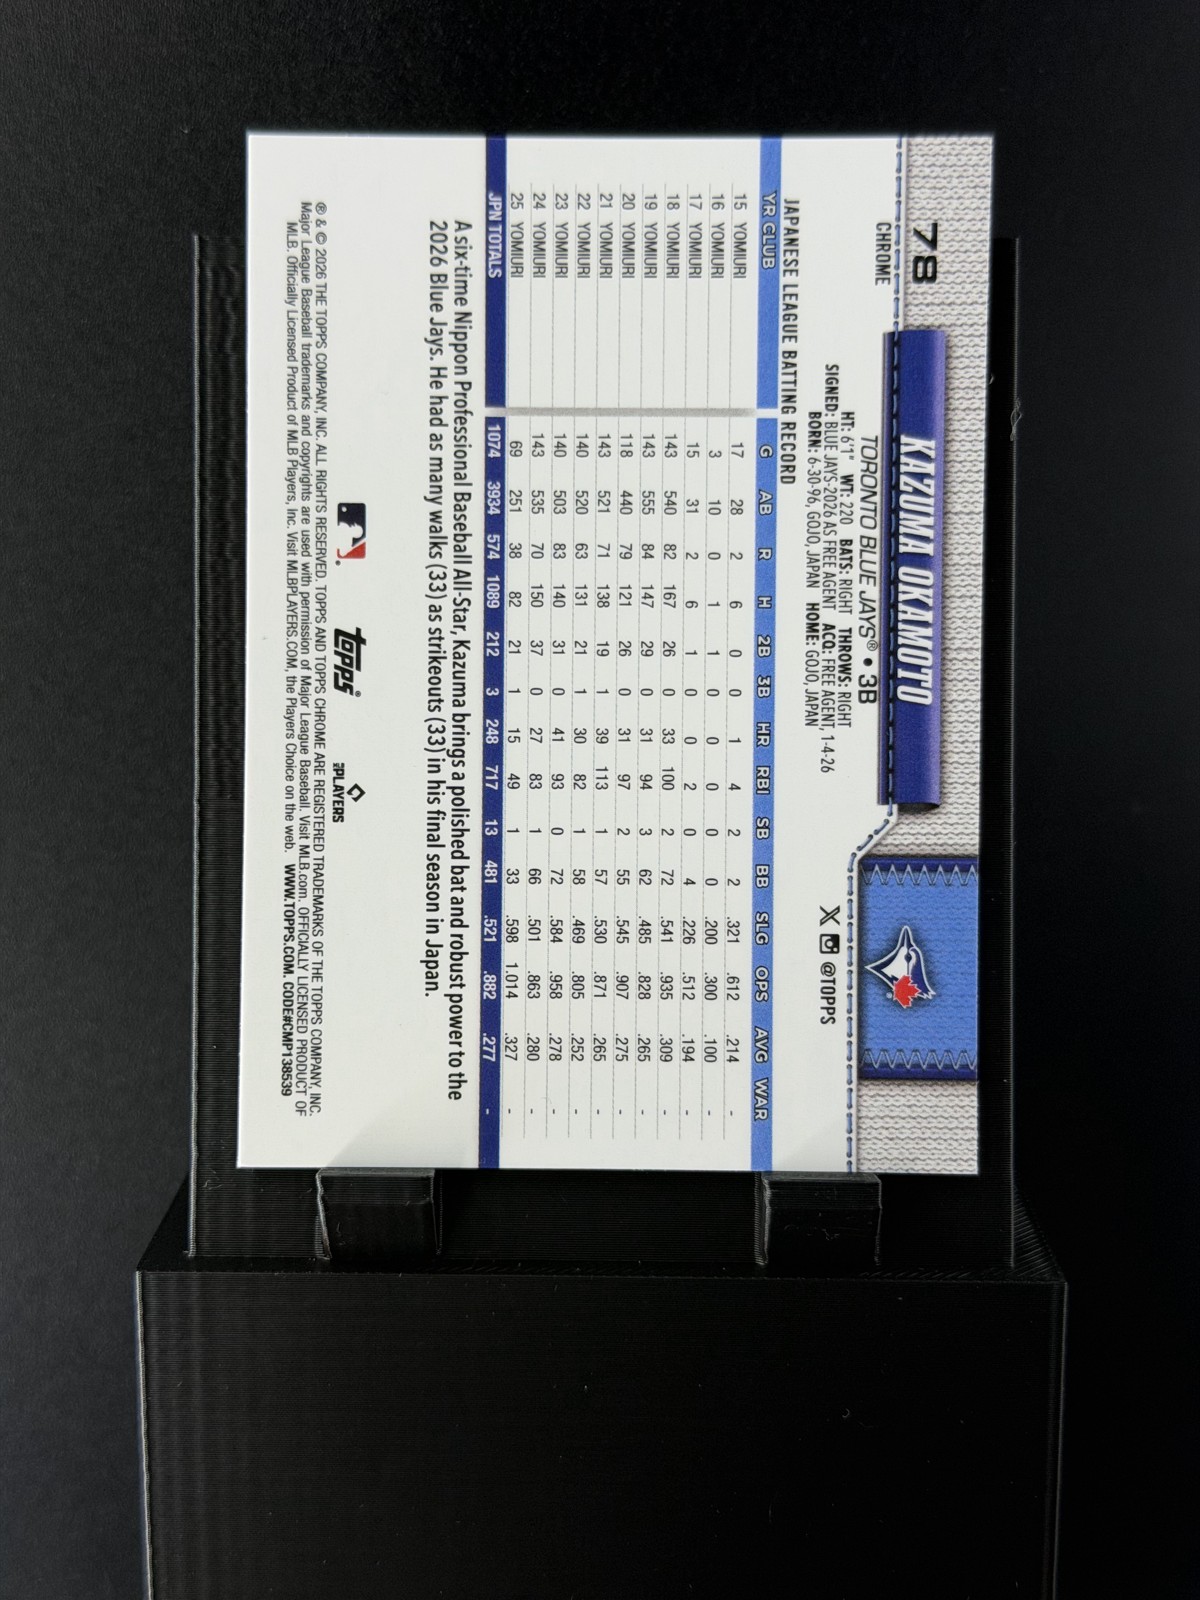 78
CHROME
KAZUMA OKAMOTO
TORONTO BLUE JAYS® • 3B
HT: 6'1" WT: 220 BATS: RIGHT THROWS: RIGHT
SIGNED: BLUE JAYS-2026 AS FREE AGENT ACQ: FREE AGENT, 1-4-26
BORN: 6-30-96, GOJO, JAPAN HOME: GOJO, JAPAN
@TOPPS
JAPANESE LEAGUE BATTING RECORD
YR CLUB G AB R H 2B 3B HR RBI SB BB SLG OPS AVG WAR
15 YOMIURI 17 28 2 6 0 0 1 4 2 2 .321 .612 .214 -
16 YOMIURI 3 10 0 1 1 0 0 0 0 0 .200 .300 .100 -
17 YOMIURI 15 31 2 6 1 0 0 2 0 4 .226 .512 .194 -
18 YOMIURI 143 540 82 167 26 0 33 100 2 72 .541 .935 .309 -
19 YOMIURI 143 555 84 147 29 0 31 94 3 62 .485 .828 .265 -
20 YOMIURI 118 440 79 121 26 0 31 97 2 55 .545 .907 .275 -
21 YOMIURI 143 521 71 138 19 1 39 113 1 57 .530 .871 .265 -
22 YOMIURI 140 520 63 131 21 1 30 82 1 58 .469 .805 .252 -
23 YOMIURI 140 503 83 140 31 0 41 93 0 72 .584 .958 .278 -
24 YOMIURI 143 535 70 150 37 0 27 83 1 66 .501 .863 .280 -
25 YOMIURI 69 251 38 82 21 1 15 49 1 33 .598 1.014 .327 -
JPN TOTALS 1074 3934 574 1089 212 3 248 717 13 481 .521 .882 .277 -
A six-time Nippon Professional Baseball All-Star, Kazuma brings a polished bat and robust power to the
2026 Blue Jays. He had as many walks (33) as strikeouts (33) in his final season in Japan.
topps®
MLB PLAYERS
® & © 2026 THE TOPPS COMPANY, INC. ALL RIGHTS RESERVED. TOPPS AND TOPPS CHROME ARE REGISTERED TRADEMARKS OF THE TOPPS COMPANY, INC.
Major League Baseball trademarks and copyrights are used with permission of Major League Baseball. Visit MLB.com. OFFICIALLY LICENSED PRODUCT OF
MLB. Officially Licensed Product of MLB Players, Inc. Visit MLBPLAYERS.COM, the Players Choice on the web. WWW.TOPPS.COM. CODE#CMP138539